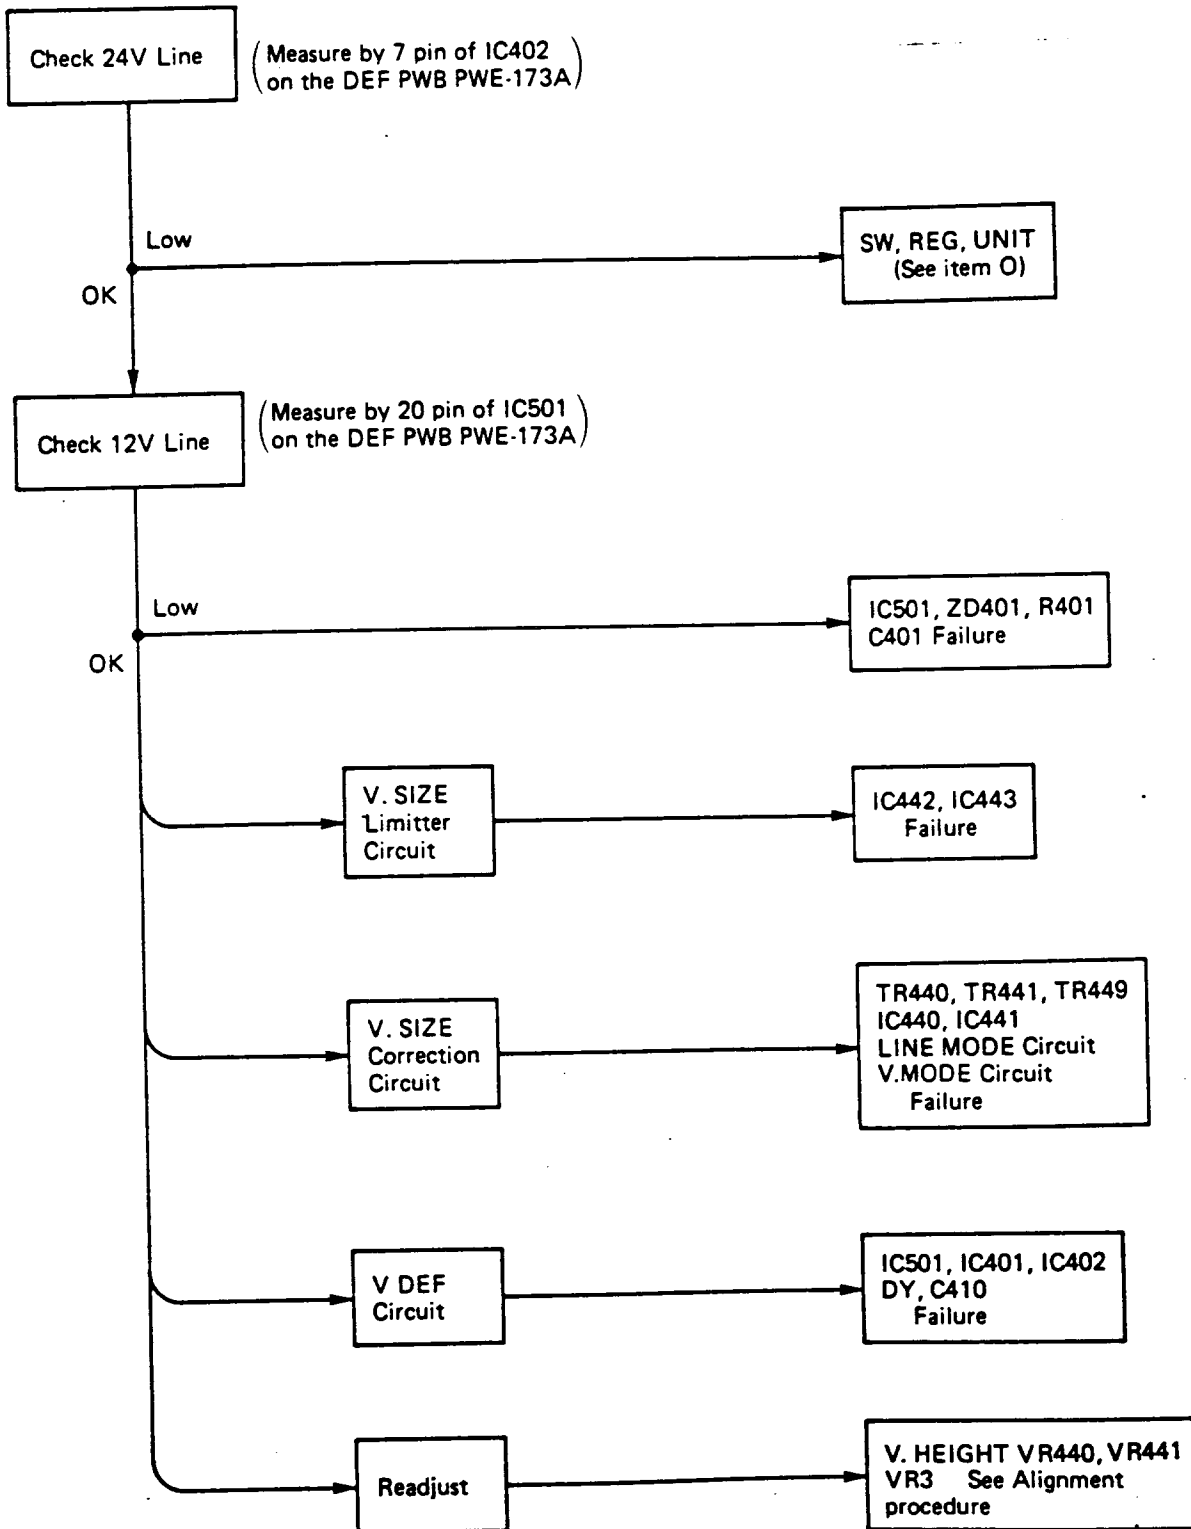 Check 24V Line
(Measure by 7 pin of IC402
on the DEF PWB PWE-173A)
Low
SW, REG, UNIT
(See item O)
OK
Check 12V Line
(Measure by 20 pin of IC501
on the DEF PWB PWE-173A)
Low
IC501, ZD401, R401
C401 Failure
OK
V. SIZE
Limitter
Circuit
IC442, IC443
Failure
V. SIZE
Correction
Circuit
TR440, TR441, TR449
IC440, IC441
LINE MODE Circuit
V.MODE Circuit
Failure
V DEF
Circuit
IC501, IC401, IC402
DY, C410
Failure
Readjust
V. HEIGHT VR440, VR441
VR3 See Alignment
procedure